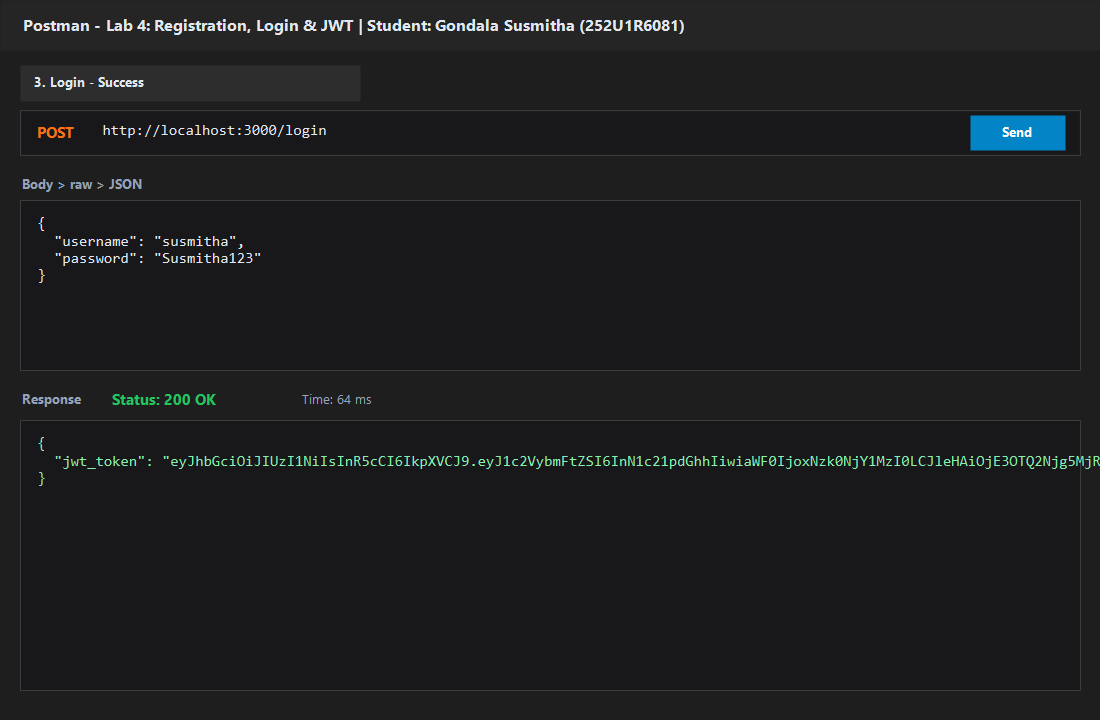 Postman - Lab 4: Registration, Login & JWT | Student: Gondala Susmitha (252U1R6081)
3. Login - Success
POST http://localhost:3000/login Send
Body > raw > JSON
{
"username": "susmitha",
"password": "Susmitha123"
}
Response Status: 200 OK Time: 64 ms
{
"jwt_token": "eyJhbGciOiJIUzI1NiIsInR5cCI6IkpXVCJ9.eyJ1c2VybmFtZSI6InN1c21pdGhhIiwiaWF0IjoxNzk0NjY1MzI0LCJleHAiOjE3OTQ2Njg5MjR
}